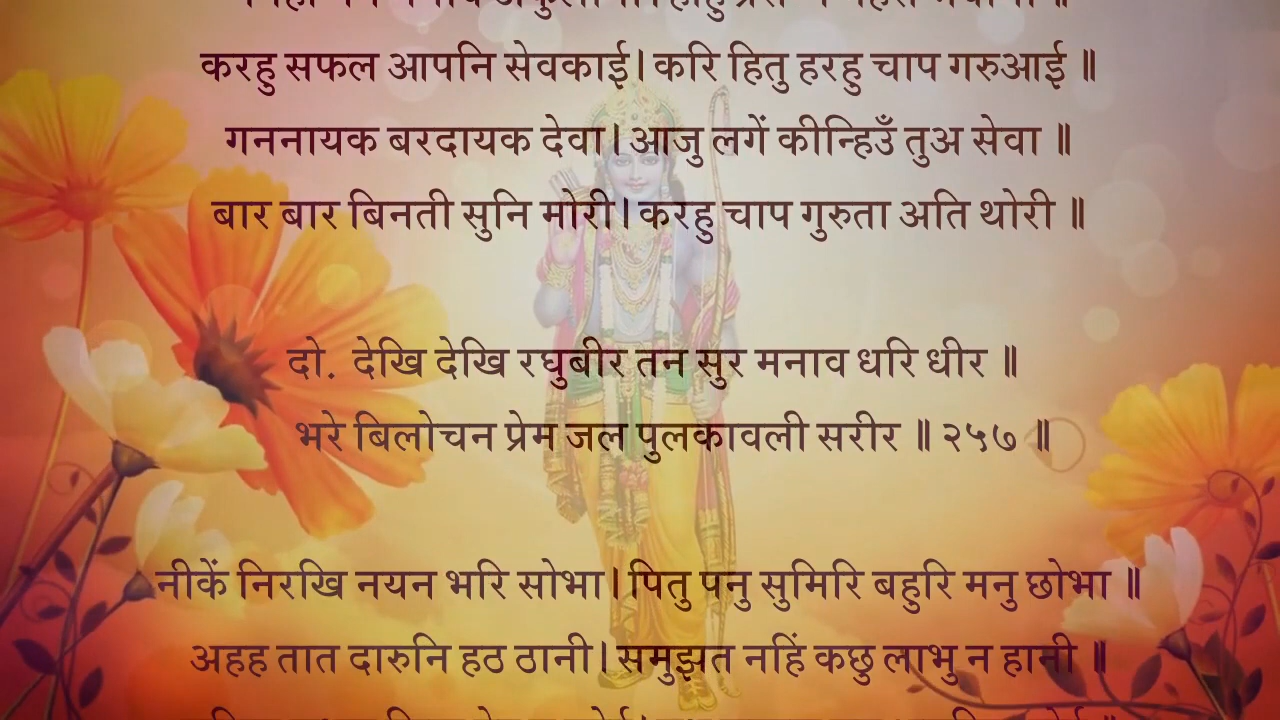 करहु सफल आपनि सेवकाई। करि हितु हरहु चाप गरुआई ॥
गननायक बरदायक देवा। आजु लगें कीन्हिउँ तुअ सेवा ॥
बार बार बिनती सुनि मोरी। करहु चाप गुरुता अति थोरी ॥
दो. देखि देखि रघुबीर तन सुर मनाव धरि धीर ॥
भरे बिलोचन प्रेम जल पुलकावली सरीर ॥ २५७ ॥
नीकें निरखि नयन भरि सोभा। पितु पनु सुमिरि बहुरि मनु छोभा ॥
अहह तात दारुनि हठ ठानी। समुझत नहिं कछु लाभु न हानी ॥